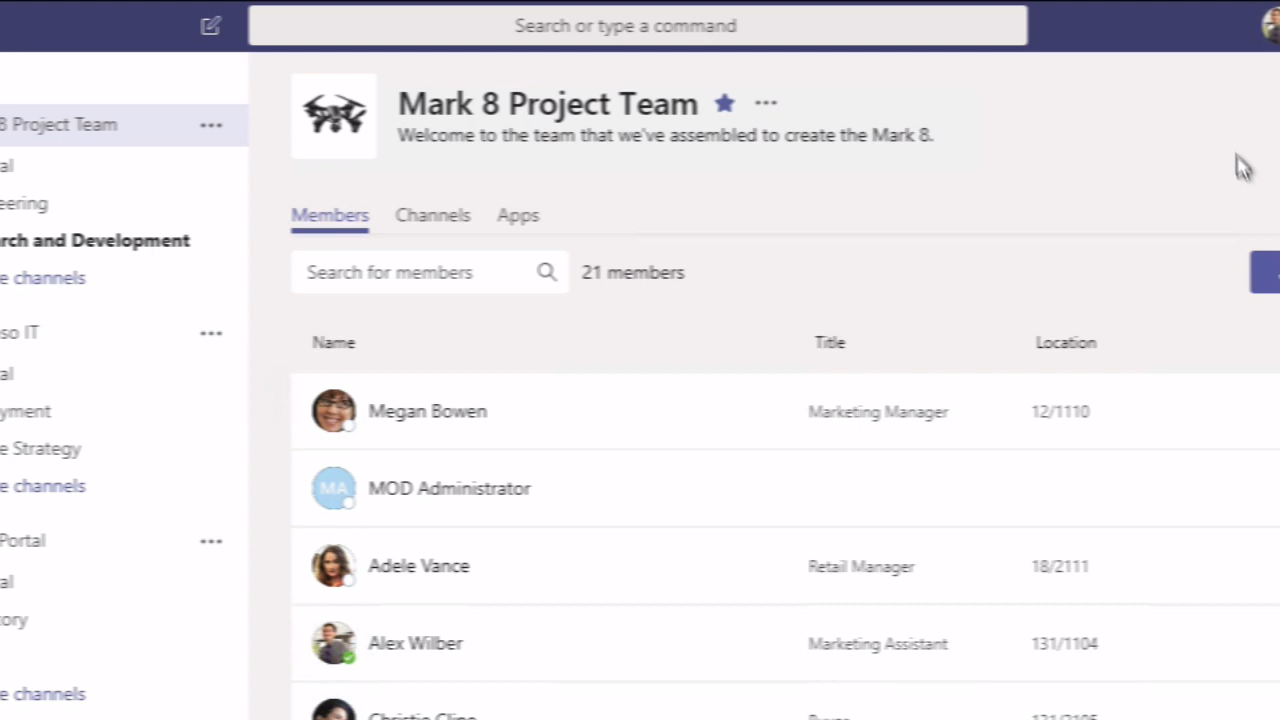 Search or type a command
8 Project Team ...
al
eering
rch and Development
e channels
so IT ...
al
yment
e Strategy
e channels
Portal ...
al
ory
e channels
Mark 8 Project Team ...
Welcome to the team that we've assembled to create the Mark 8.
Members Channels Apps
Search for members 21 members
Name Title Location
Megan Bowen Marketing Manager 12/1110
MA MOD Administrator
Adele Vance Retail Manager 18/2111
Alex Wilber Marketing Assistant 131/1104
Christie Cline